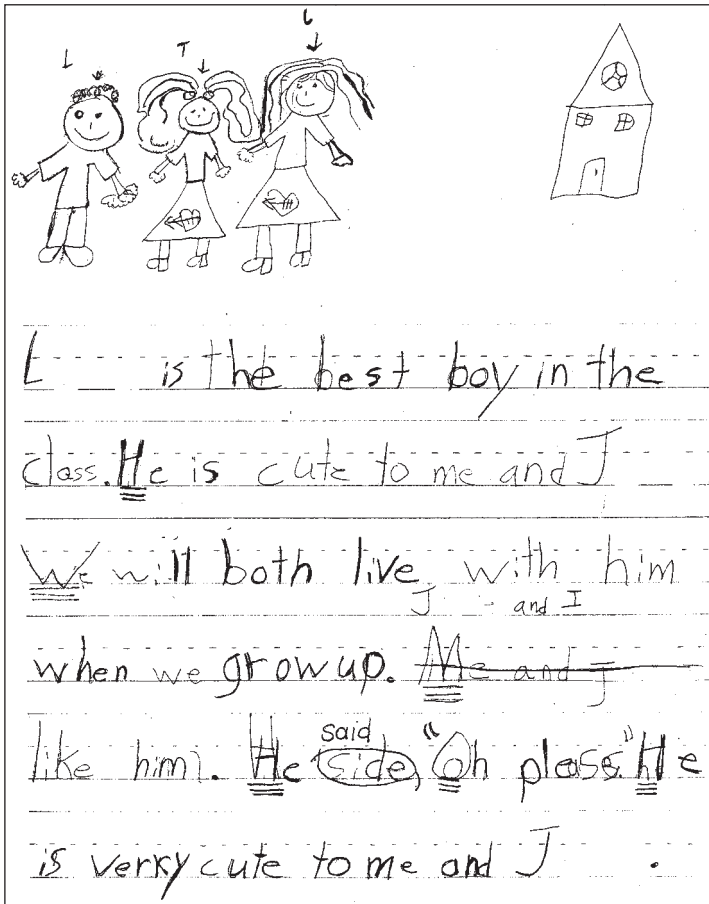 L T J
L is the best boy in the
class. He is cute to me and J
We will both live with him
J and I
when we grow up. Me and J
said
like him. He side, "Oh please." He
is verky cute to me and J .